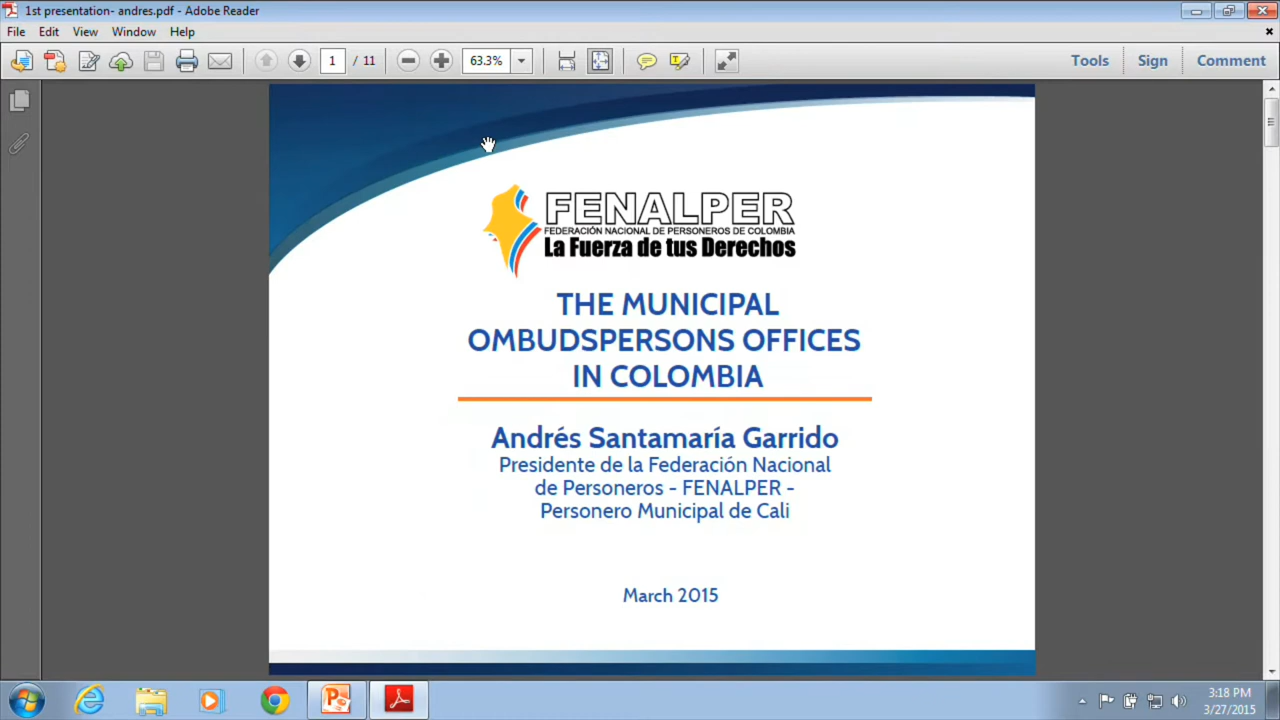 1st presentation- andres.pdf - Adobe Reader
File Edit View Window Help
1 / 11 63.3% Tools Sign Comment
FENALPER
FEDERACIÓN NACIONAL DE PERSONEROS DE COLOMBIA
La Fuerza de tus Derechos
THE MUNICIPAL
OMBUDSPERSONS OFFICES
IN COLOMBIA
Andrés Santamaría Garrido
Presidente de la Federación Nacional
de Personeros - FENALPER -
Personero Municipal de Cali
March 2015
3:18 PM
3/27/2015